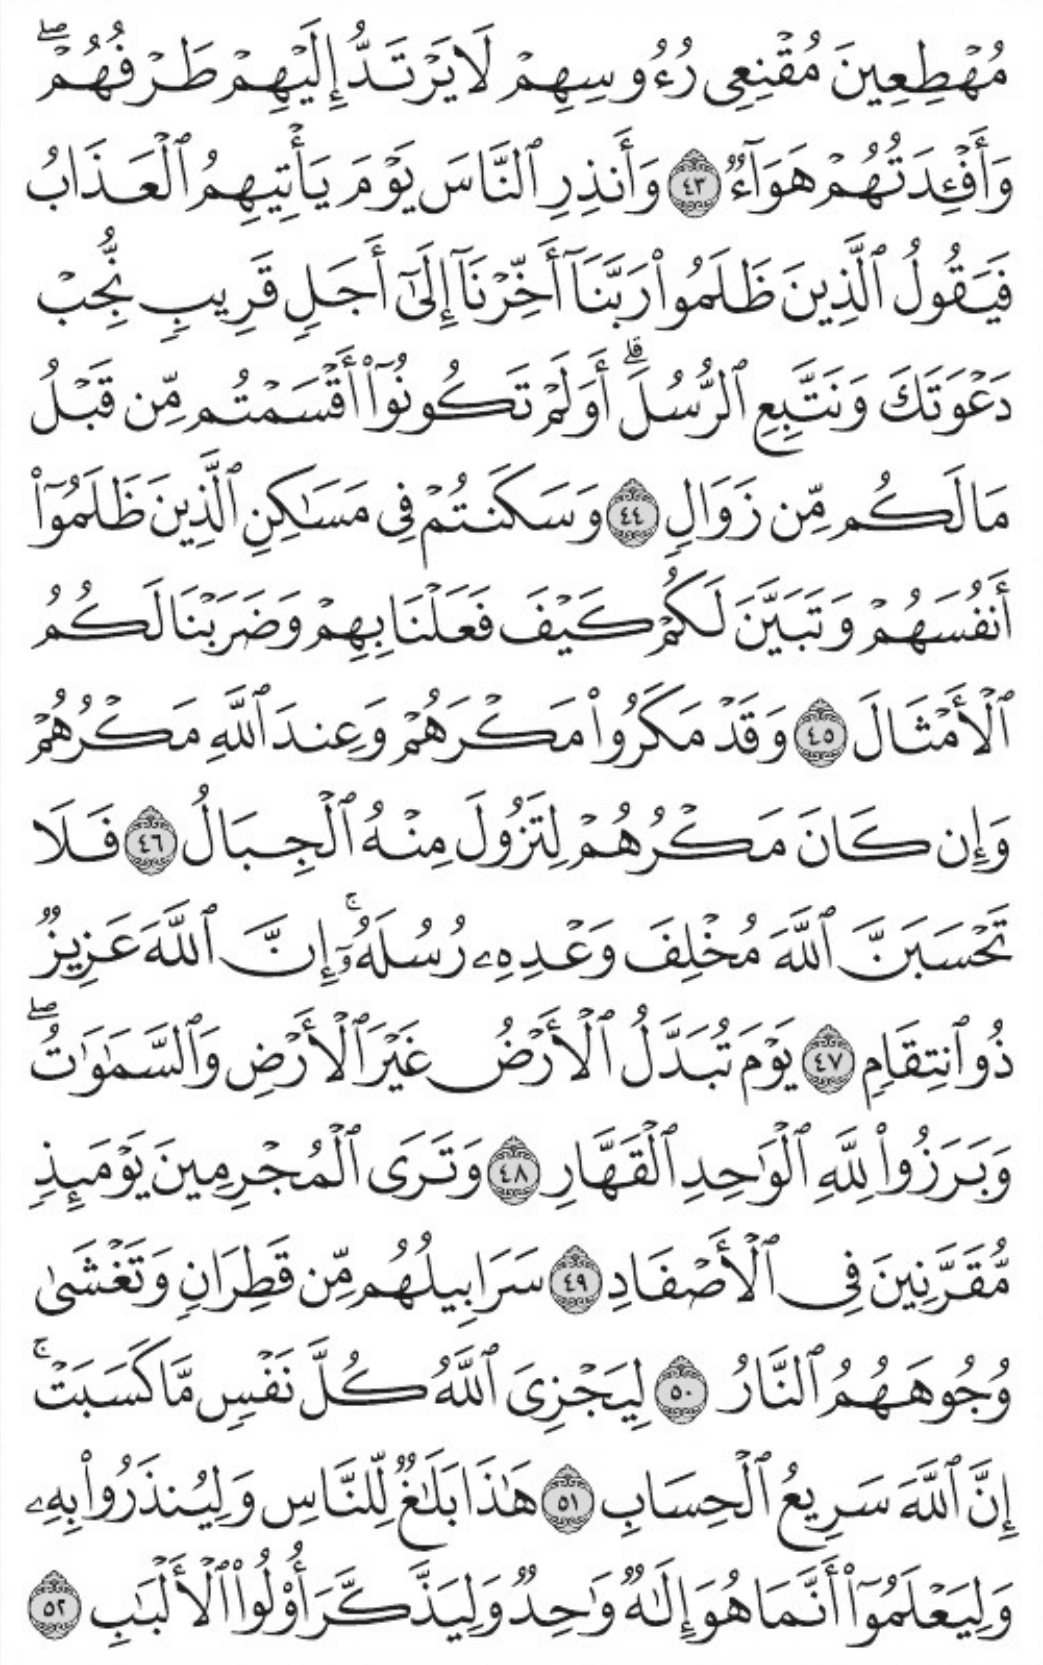 مُهۡطِعِينَ مُقۡنِعِي رُءُوسِهِمۡ لَا يَرۡتَدُّ إِلَيۡهِمۡ طَرۡفُهُمۡۖ
وَأَفۡـِٔدَتُهُمۡ هَوَآءٞ ٤٣ وَأَنذِرِ ٱلنَّاسَ يَوۡمَ يَأۡتِيهِمُ ٱلۡعَذَابُ
فَيَقُولُ ٱلَّذِينَ ظَلَمُواْ رَبَّنَآ أَخِّرۡنَآ إِلَىٰٓ أَجَلٖ قَرِيبٖ نُّجِبۡ
دَعۡوَتَكَ وَنَتَّبِعِ ٱلرُّسُلَۗ أَوَلَمۡ تَكُونُوٓاْ أَقۡسَمۡتُم مِّن قَبۡلُ
مَا لَكُم مِّن زَوَالٖ ٤٤ وَسَكَنتُمۡ فِي مَسَٰكِنِ ٱلَّذِينَ ظَلَمُوٓاْ
أَنفُسَهُمۡ وَتَبَيَّنَ لَكُمۡ كَيۡفَ فَعَلۡنَا بِهِمۡ وَضَرَبۡنَا لَكُمُ
ٱلۡأَمۡثَالَ ٤٥ وَقَدۡ مَكَرُواْ مَكۡرَهُمۡ وَعِندَ ٱللَّهِ مَكۡرُهُمۡ
وَإِن كَانَ مَكۡرُهُمۡ لِتَزُولَ مِنۡهُ ٱلۡجِبَالُ ٤٦ فَلَا
تَحۡسَبَنَّ ٱللَّهَ مُخۡلِفَ وَعۡدِهِۦ رُسُلَهُۥٓۚ إِنَّ ٱللَّهَ عَزِيزٞ
ذُو ٱنتِقَامٖ ٤٧ يَوۡمَ تُبَدَّلُ ٱلۡأَرۡضُ غَيۡرَ ٱلۡأَرۡضِ وَٱلسَّمَٰوَٰتُۖ
وَبَرَزُواْ لِلَّهِ ٱلۡوَٰحِدِ ٱلۡقَهَّارِ ٤٨ وَتَرَى ٱلۡمُجۡرِمِينَ يَوۡمَئِذٖ
مُّقَرَّنِينَ فِي ٱلۡأَصۡفَادِ ٤٩ سَرَابِيلُهُم مِّن قَطِرَانٖ وَتَغۡشَىٰ
وُجُوهَهُمُ ٱلنَّارُ ٥٠ لِيَجۡزِيَ ٱللَّهُ كُلَّ نَفۡسٖ مَّا كَسَبَتۡۚ
إِنَّ ٱللَّهَ سَرِيعُ ٱلۡحِسَابِ ٥١ هَٰذَا بَلَٰغٞ لِّلنَّاسِ وَلِيُنذَرُواْ بِهِۦ
وَلِيَعۡلَمُوٓاْ أَنَّمَا هُوَ إِلَٰهٞ وَٰحِدٞ وَلِيَذَّكَّرَ أُوْلُواْ ٱلۡأَلۡبَٰبِ ٥٢